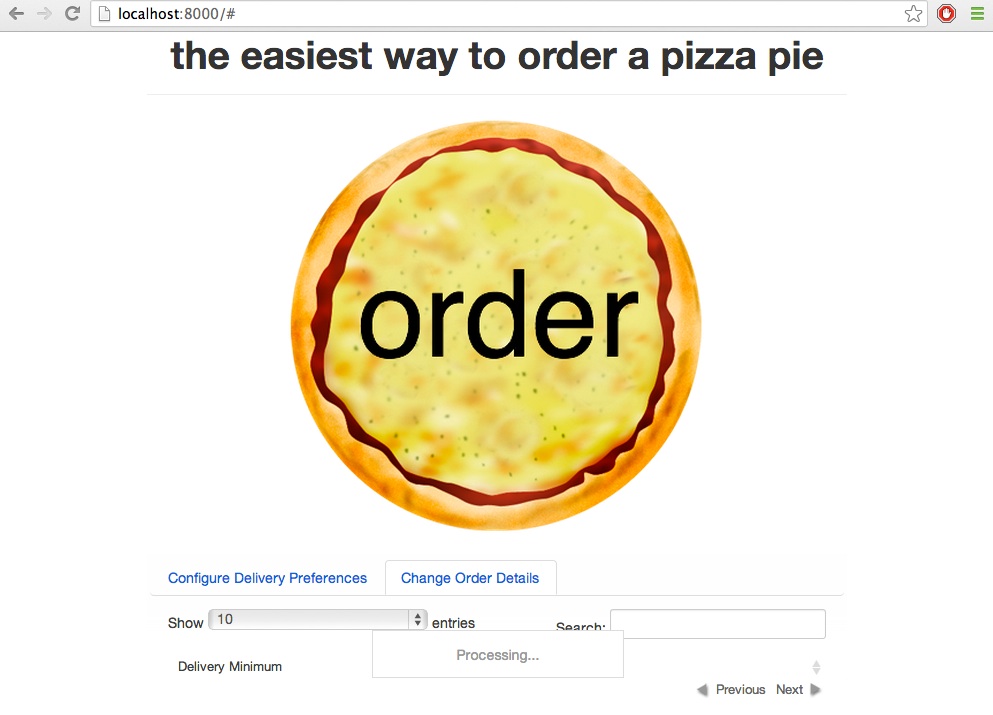 localhost:8000/#
the easiest way to order a pizza pie
order
Configure Delivery Preferences Change Order Details
Show 10 entries Search:
Processing...
Delivery Minimum
Previous Next